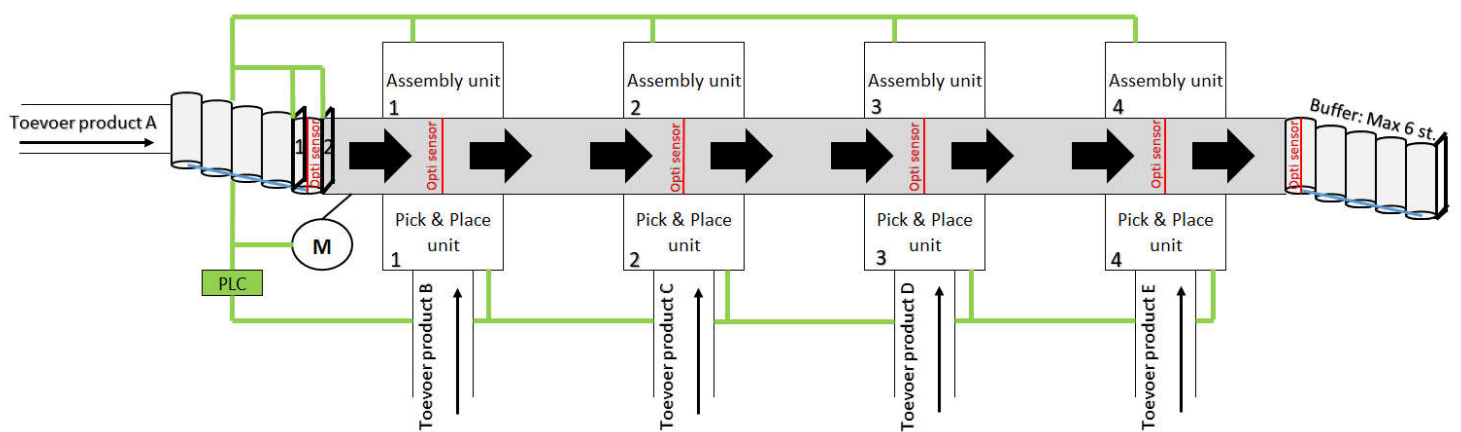 Assembly unit
1
Assembly unit
2
Assembly unit
3
Assembly unit
4
Toevoer product A
1
Opti sensor
2
Opti sensor
Opti sensor
Opti sensor
Opti sensor
Opti sensor
Buffer: Max 6 st.
M
PLC
Pick & Place
unit
1
Pick & Place
unit
2
Pick & Place
unit
3
Pick & Place
unit
4
Toevoer product B
Toevoer product C
Toevoer product D
Toevoer product E